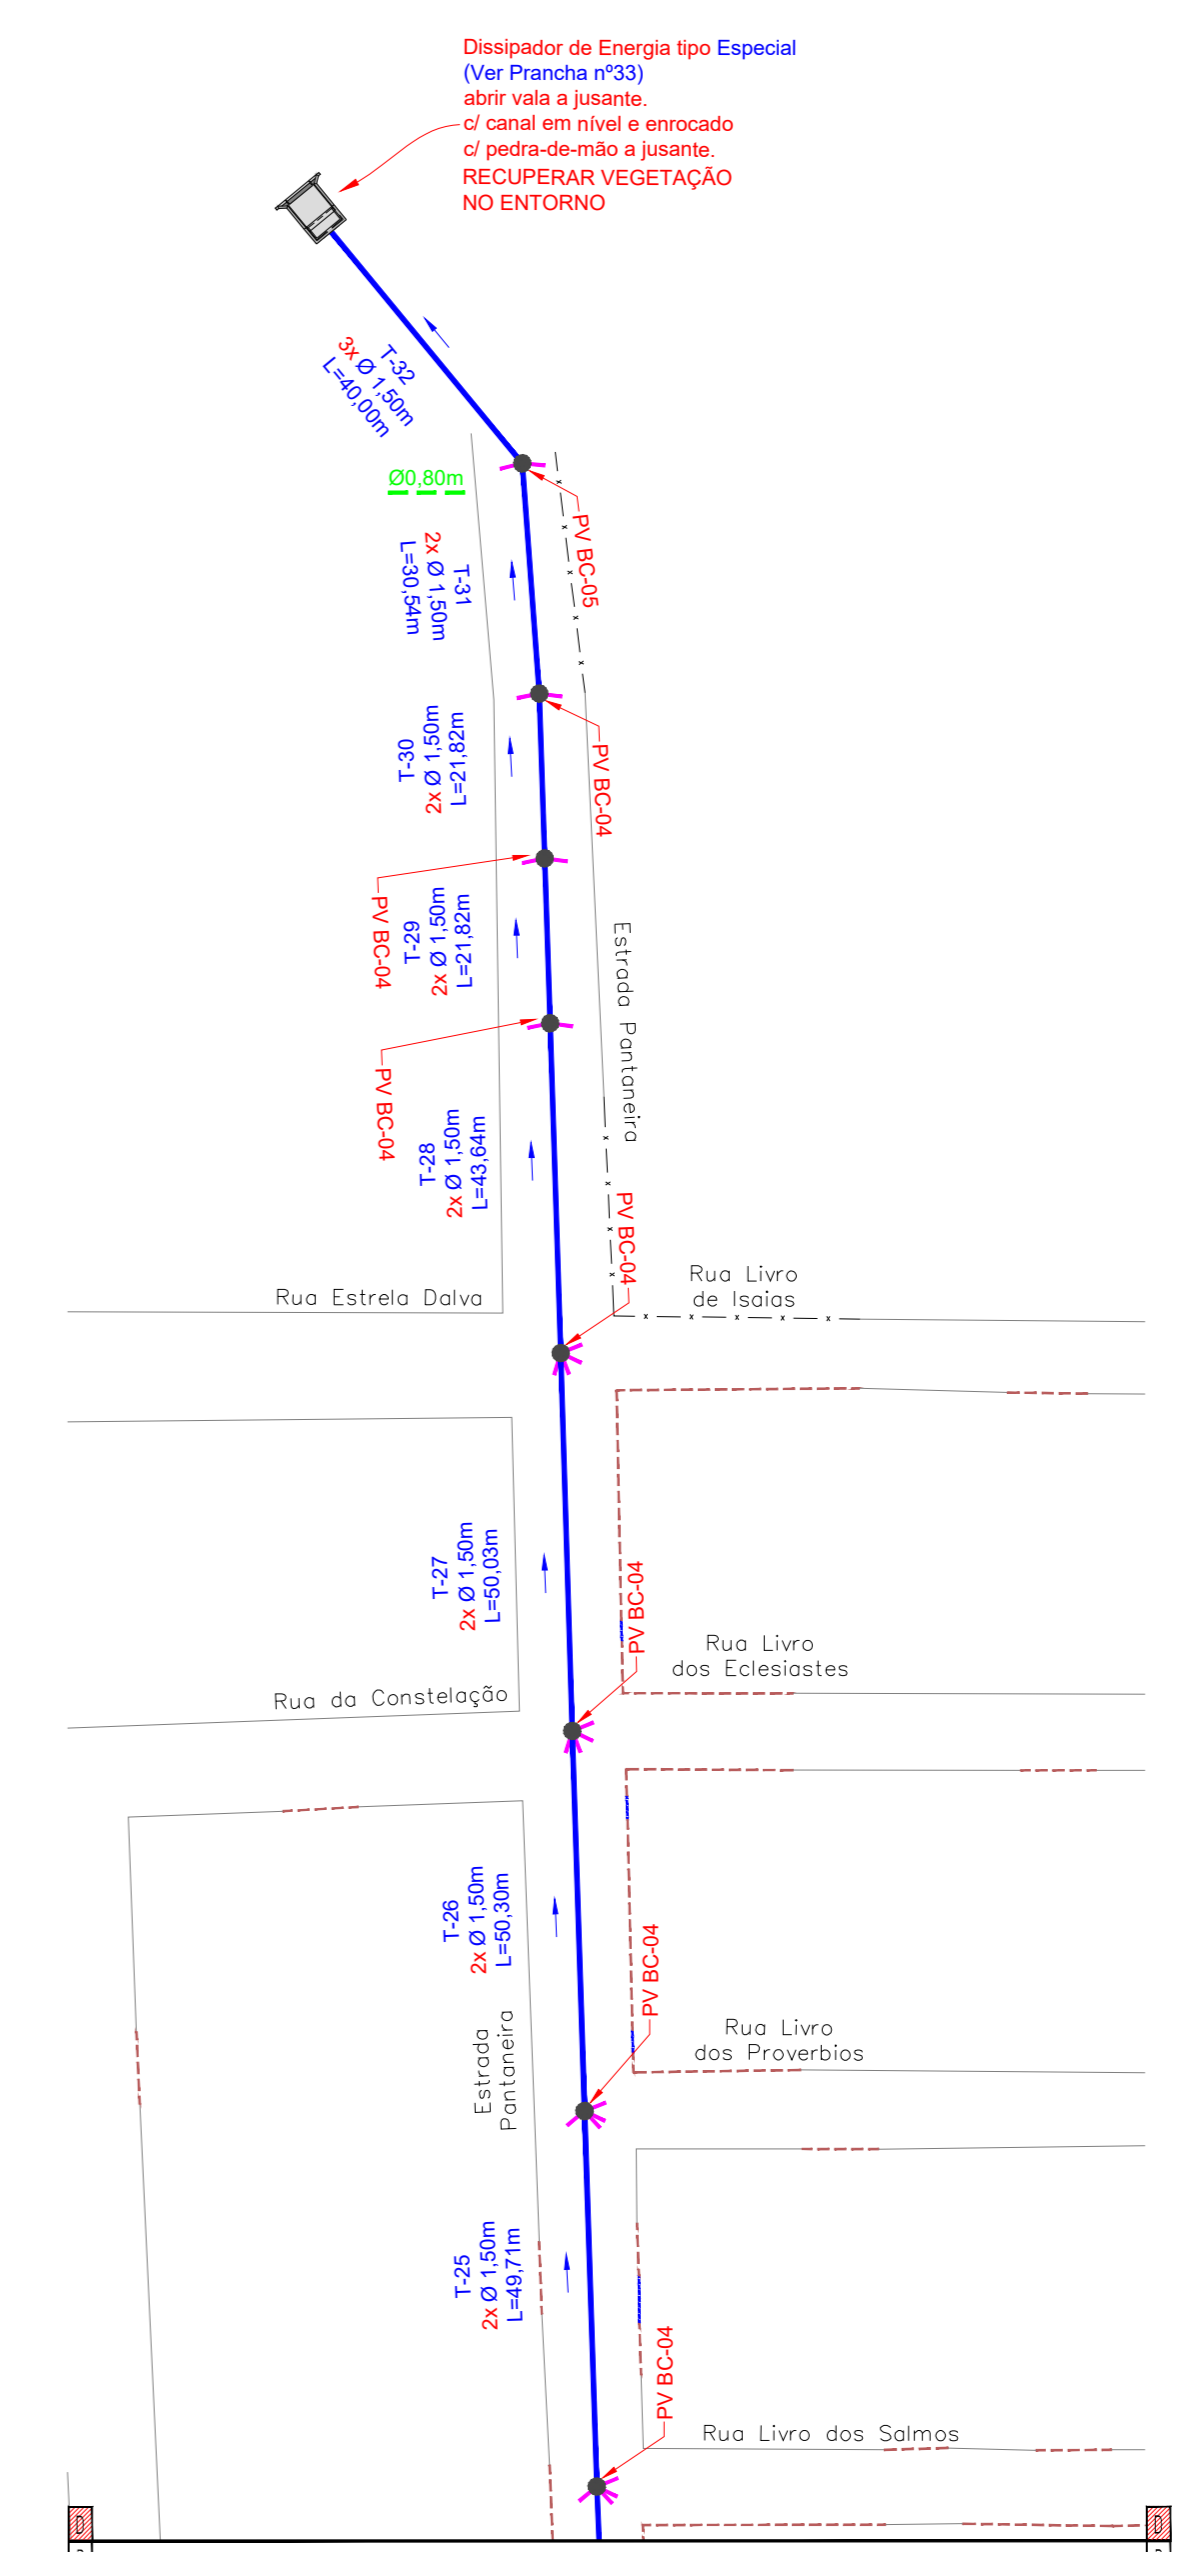 Dissipador de Energia tipo Especial
(Ver Prancha nº33)
abrir vala a jusante.
c/ canal em nível e enrocado
c/ pedra-de-mão a jusante.
RECUPERAR VEGETAÇÃO
NO ENTORNO
T-32
3x Ø 1,50m
L=40,00m
Ø0,80m
PV BC-05
T-31
2x Ø 1,50m
L=30,54m
PV BC-04
T-30
2x Ø 1,50m
L=21,82m
PV BC-04
T-29
2x Ø 1,50m
L=21,82m
Estrada Pantaneira
PV BC-04
T-28
2x Ø 1,50m
L=43,64m
PV BC-04
Rua Estrela Dalva
Rua Livro
de Isaias
T-27
2x Ø 1,50m
L=50,03m
PV BC-04
Rua Livro
dos Eclesiastes
Rua da Constelação
T-26
2x Ø 1,50m
L=50,30m
PV BC-04
Estrada
Pantaneira
Rua Livro
dos Proverbios
T-25
2x Ø 1,50m
L=49,71m
PV BC-04
Rua Livro dos Salmos
D
D